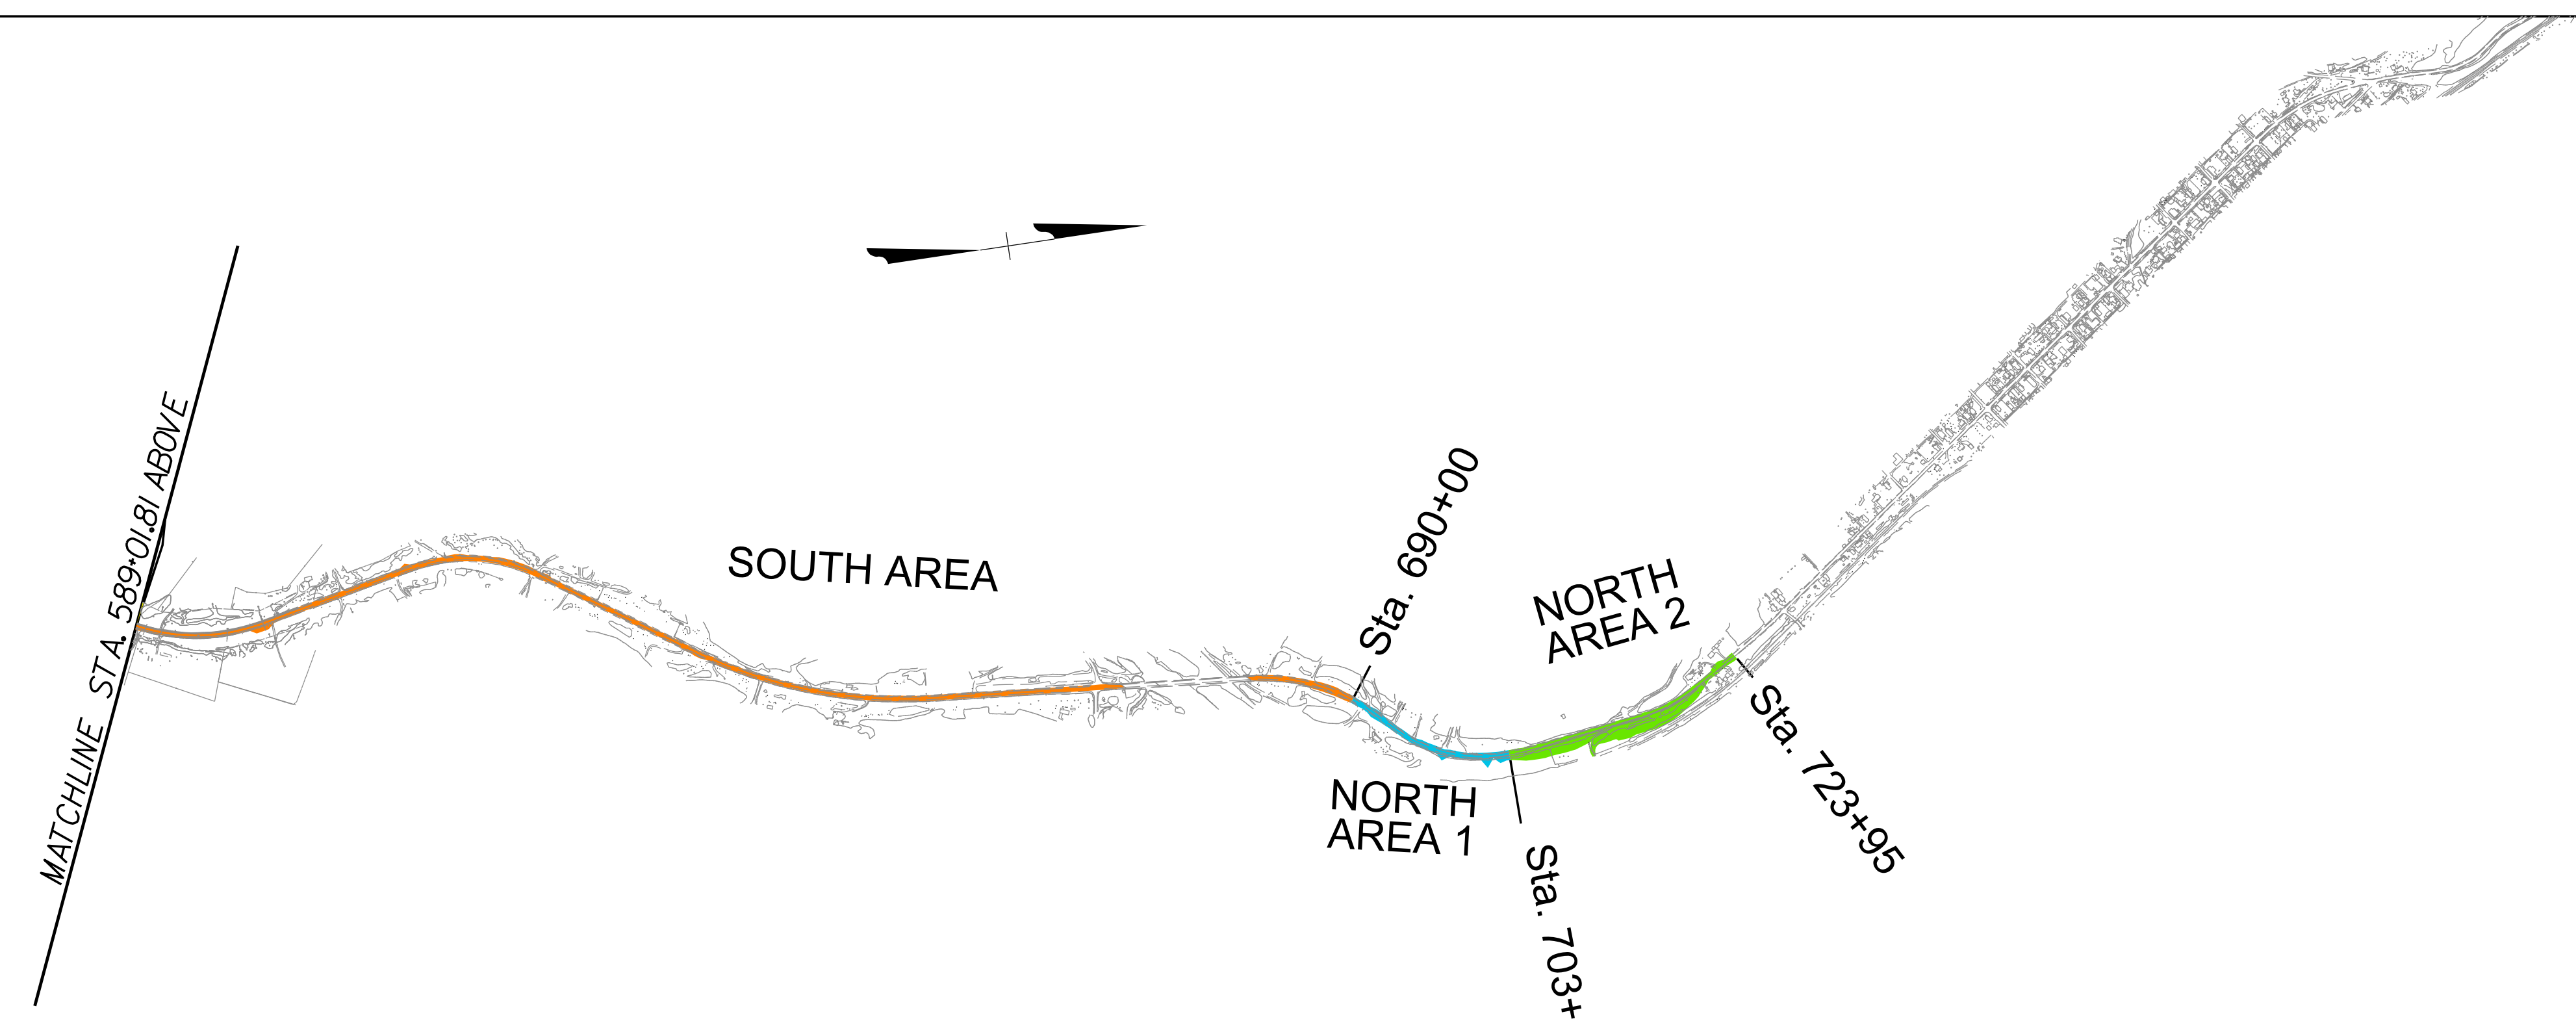 MATCHLINE STA. 589+01.81 ABOVE
SOUTH AREA
Sta. 690+00
NORTH
AREA 1
Sta. 703+
NORTH
AREA 2
Sta. 723+95